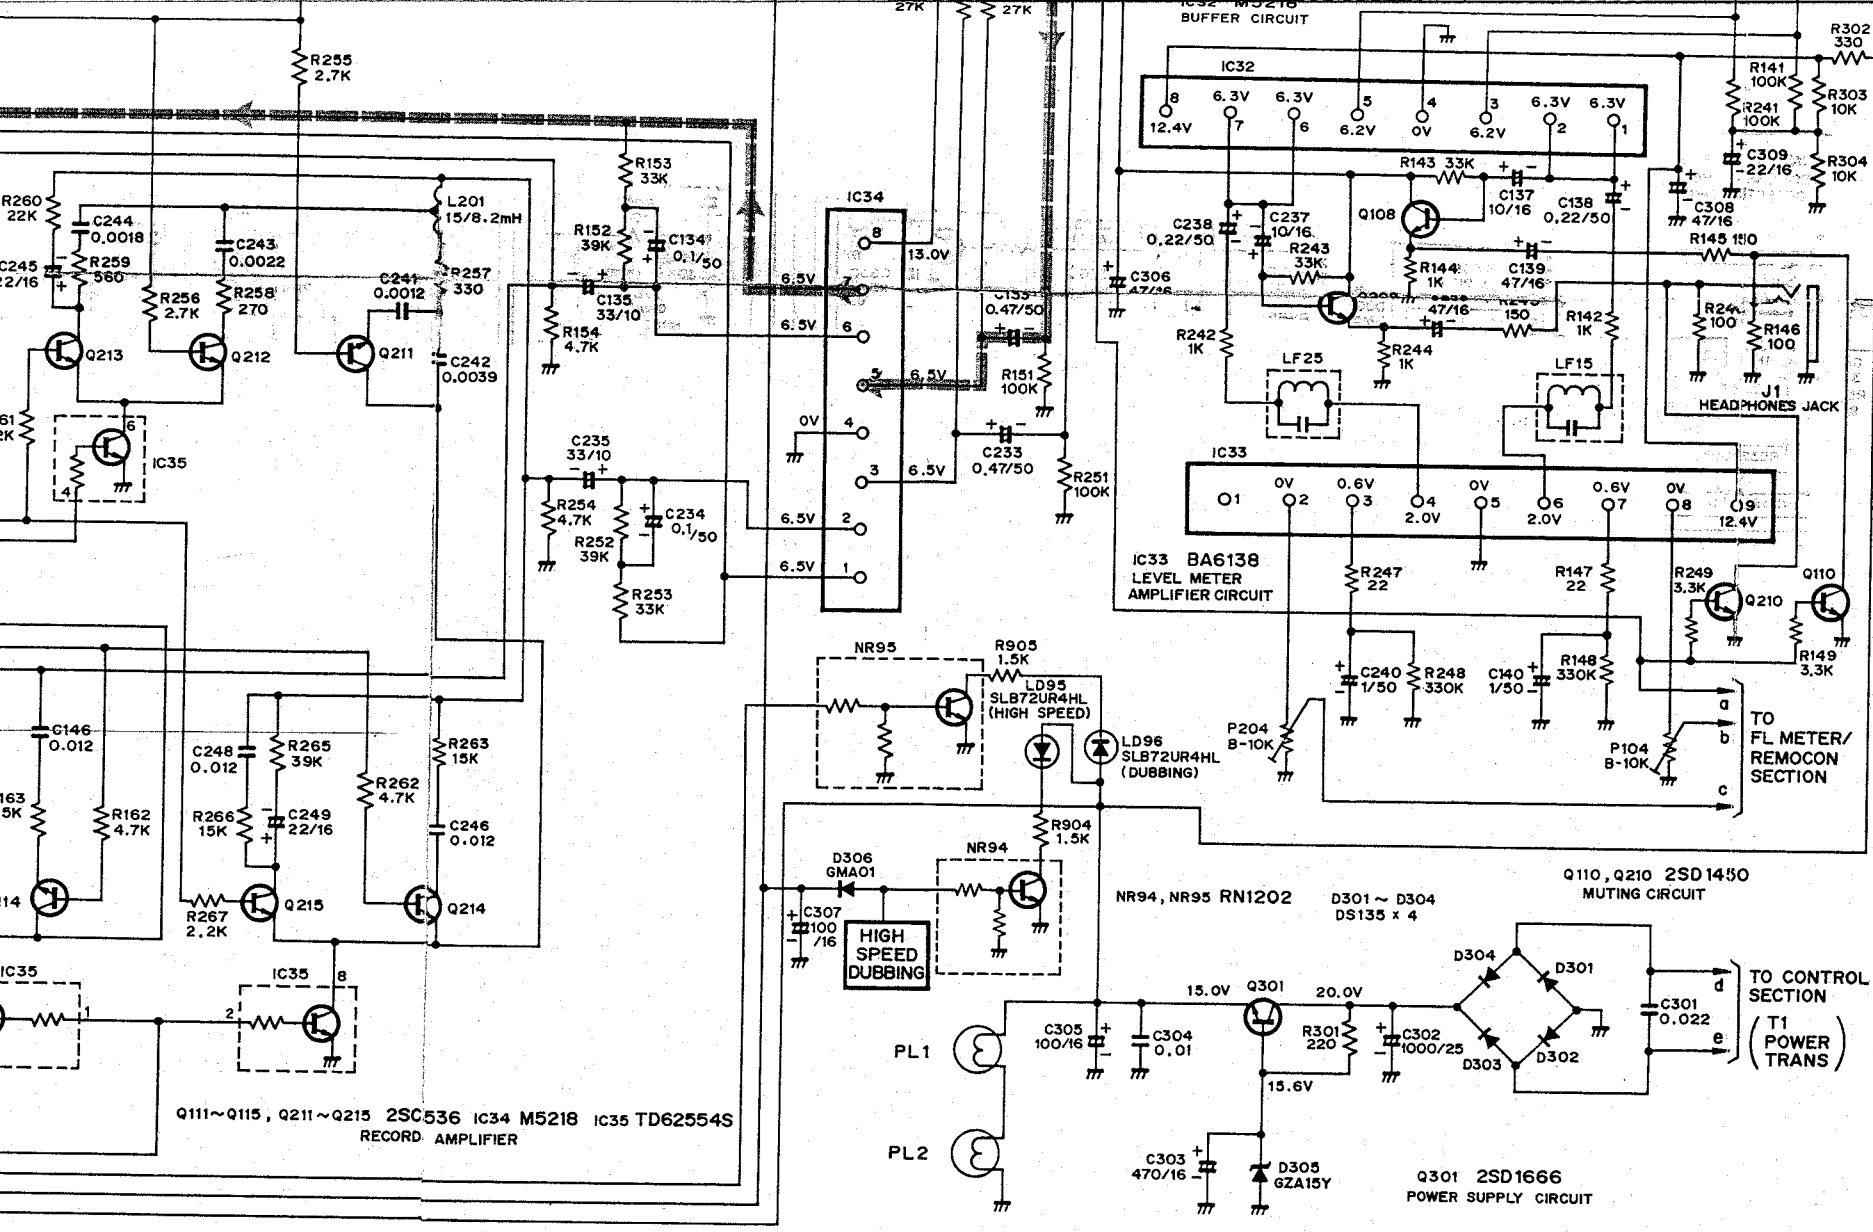 27K
27K
IC32 M5218
BUFFER CIRCUIT
R302
330
R255
2.7K
IC32
8
6.3V
6.3V
5
4
3
6.3V
6.3V
12.4V
7
6
6.2V
0V
6.2V
2
1
R141
100K
R241
100K
R303
10K
R153
33K
R143 33K
C309
22/16
R304
10K
R260
22K
C244
0.0018
L201
15/8.2mH
IC34
C137
10/16
C138
0.22/50
C308
47/16
Q108
C238
0.22/50
C237
10/16
R243
33K
R152
39K
C134
0.1/50
8
13.0V
C243
0.0022
R145 150
C245
22/16
R259
560
R257
330
C241
0.0012
6.5V
7
C306
47/16
R144
1K
C139
47/16
R256
2.7K
R258
270
C135
33/10
0.47/50
47/16
150
R142
1K
100
R146
100
R154
4.7K
6.5V
6
R242
1K
R244
1K
Q213
Q212
Q211
C242
0.0039
5
6.5V
R151
100K
LF25
LF15
J1
HEADPHONES JACK
0V
4
6
IC35
4
C235
33/10
C233
0.47/50
3
6.5V
R251
100K
IC33
1
0V
2
0.6V
3
4
2.0V
0V
5
6
2.0V
0.6V
7
0V
8
9
12.4V
R254
4.7K
R252
39K
C234
0.1/50
6.5V
2
6.5V
1
IC33 BA6138
LEVEL METER
AMPLIFIER CIRCUIT
R247
22
R147
22
R249
3.3K
Q210
Q110
R253
33K
NR95
R905
1.5K
LD95
SLB72UR4HL
(HIGH SPEED)
C240
1/50
R248
330K
C140
1/50
R148
330K
R149
3.3K
a
b
c
TO
FL METER/
REMOCON
SECTION
C146
0.012
C248
0.012
R265
39K
R263
15K
LD96
SLB72UR4HL
(DUBBING)
P204
B-10K
P104
B-10K
R162
4.7K
R266
15K
C249
22/16
R262
4.7K
C246
0.012
R904
1.5K
D306
GMA01
NR94
Q110, Q210 2SD1450
MUTING CIRCUIT
R267
2.2K
Q215
Q214
C307
100
/16
HIGH
SPEED
DUBBING
NR94, NR95 RN1202
D301 ~ D304
DS135 x 4
IC35
1
IC35
2
8
15.0V
Q301
20.0V
D304
D301
D303
D302
d
TO CONTROL
SECTION
e
(T1
POWER
TRANS)
C301
0.022
PL1
C305
100/16
C304
0.01
R301
220
C302
1000/25
15.6V
Q111~Q115, Q211~Q215 2SC536 IC34 M5218 IC35 TD62554S
RECORD AMPLIFIER
PL2
C303
470/16
D305
GZA15Y
Q301 2SD1666
POWER SUPPLY CIRCUIT